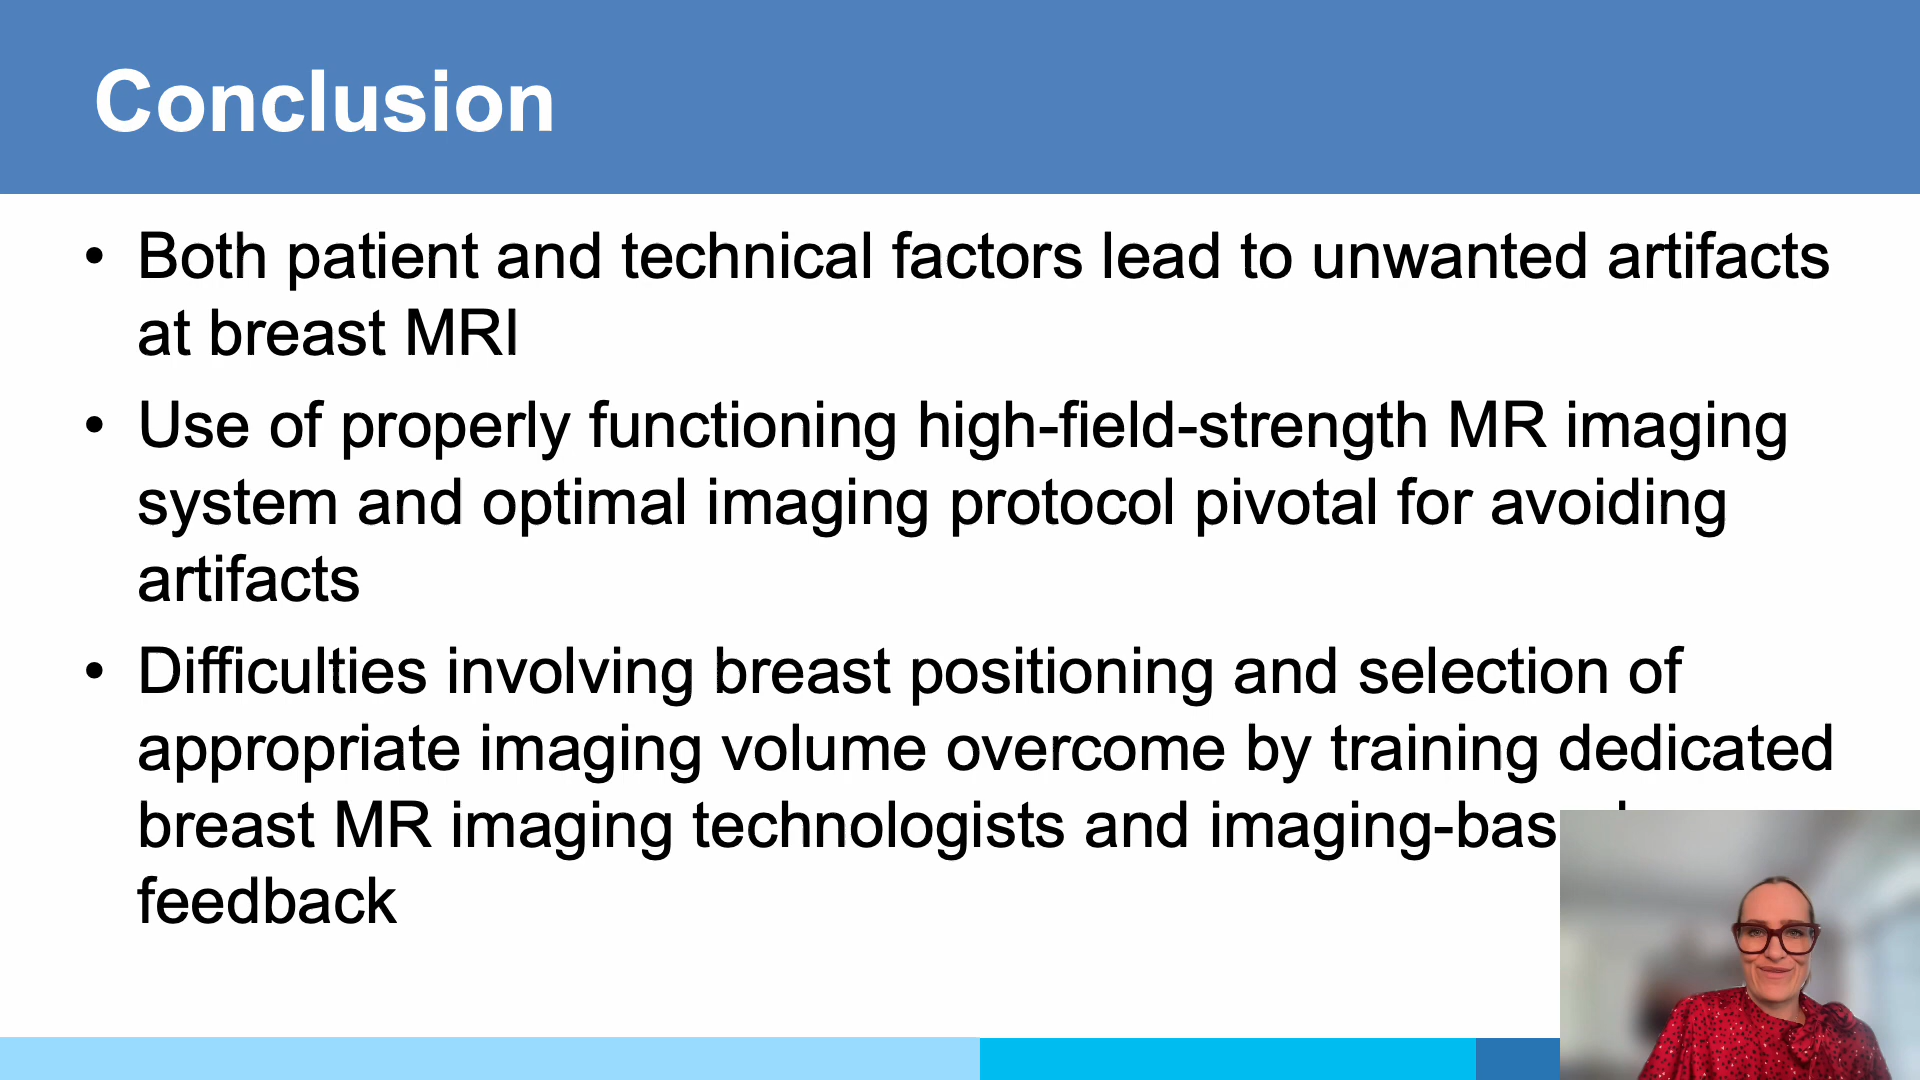 Conclusion
• Both patient and technical factors lead to unwanted artifacts
at breast MRI
• Use of properly functioning high-field-strength MR imaging
system and optimal imaging protocol pivotal for avoiding
artifacts
• Difficulties involving breast positioning and selection of
appropriate imaging volume overcome by training dedicated
breast MR imaging technologists and
feedback